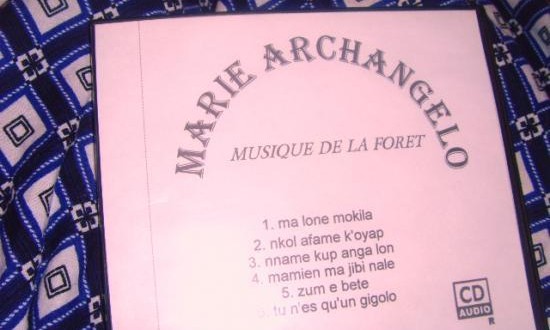 MARIE ARCHANGELO
MUSIQUE DE LA FORET
1. ma lone mokila
2. nkol afame k'oyap
3. nname kup anga lon
4. mamien ma jibi nale
5. zum e bete
6. tu n'es qu'un gigolo
CD
AUDIO
R